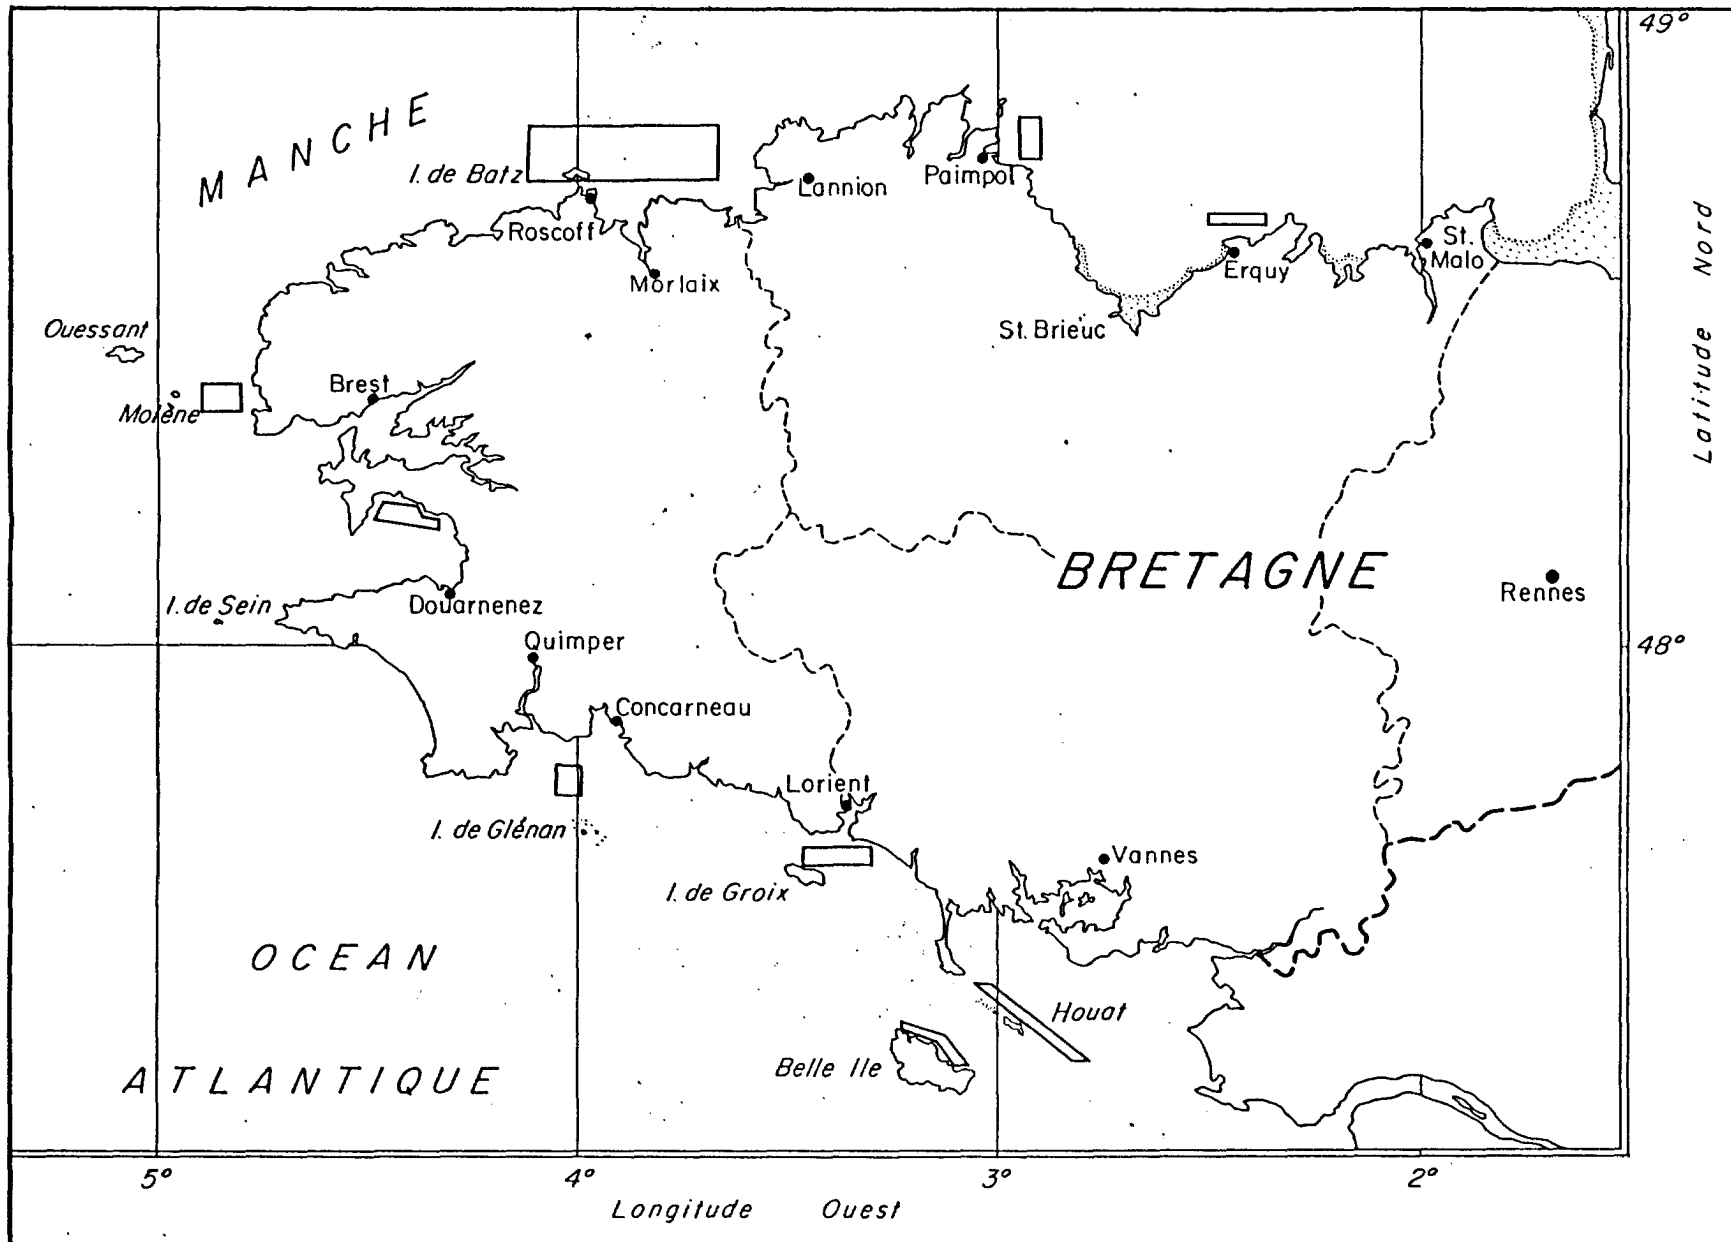 49°
MANCHE
I. de Batz
Lannion
Paimpol
Roscoff
St.
Malo
Erquy
Morlaix
Latitude Nord
Ouessant
St. Brieuc
Brest
Molène
BRETAGNE
Rennes
I. de Sein
Douarnenez
Quimper
48°
Concarneau
Lorient
I. de Glénan
Vannes
I. de Groix
OCEAN
Houat
Belle Ile
ATLANTIQUE
5°
4°
3°
2°
Longitude Ouest